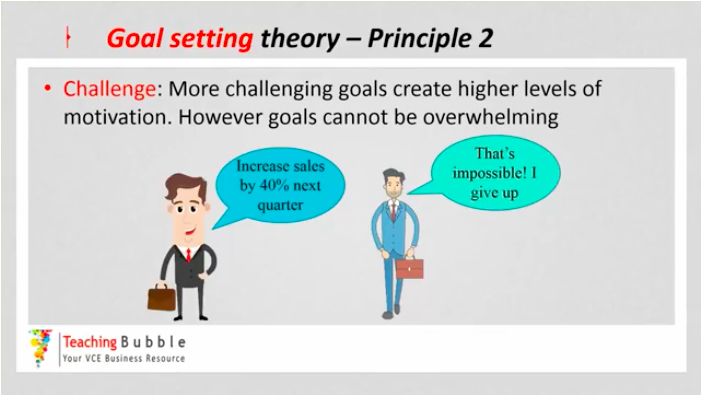 Goal setting theory – Principle 2
• Challenge: More challenging goals create higher levels of
motivation. However goals cannot be overwhelming
Increase sales
by 40% next
quarter
That's
impossible! I
give up
Teaching Bubble
Your VCE Business Resource